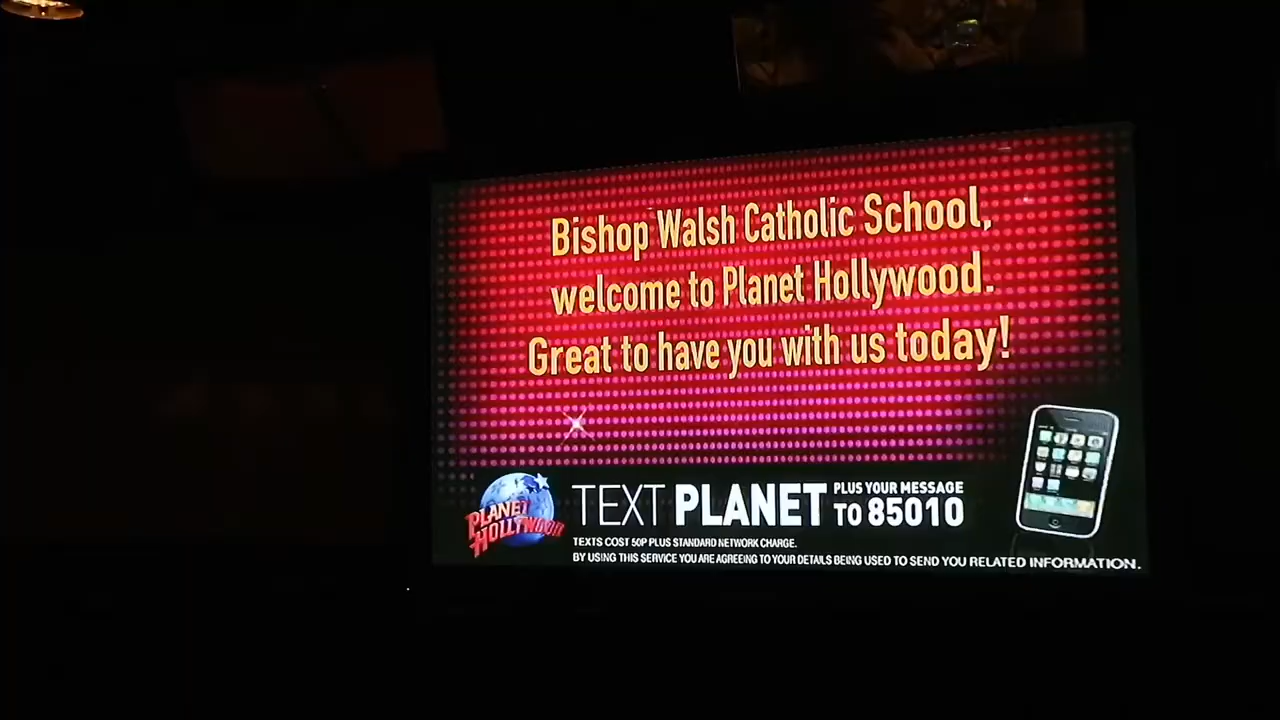 Bishop Walsh Catholic School,
welcome to Planet Hollywood.
Great to have you with us today!
PLANET
HOLLYWOOD
TEXT PLANET PLUS YOUR MESSAGE
TO 85010
TEXTS COST 50P PLUS STANDARD NETWORK CHARGE.
BY USING THIS SERVICE YOU ARE AGREEING TO YOUR DETAILS BEING USED TO SEND YOU RELATED INFORMATION.